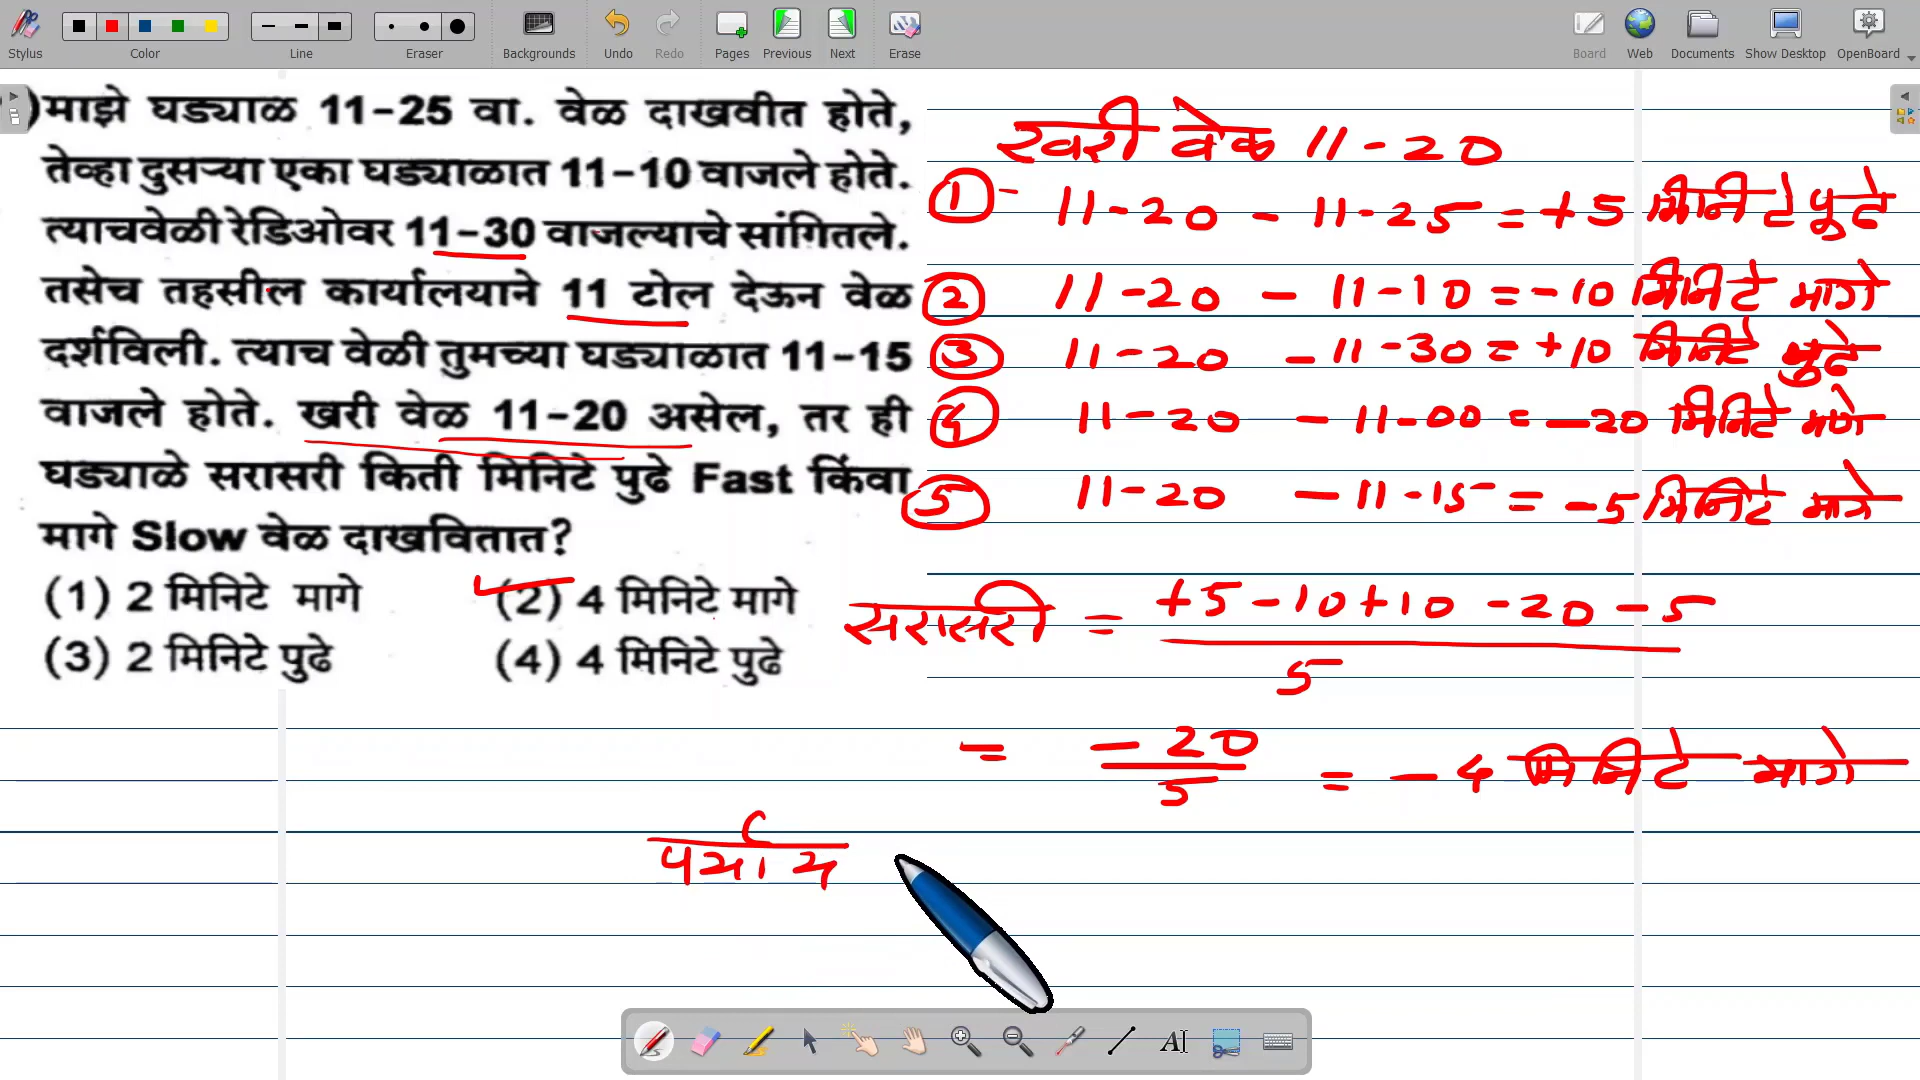 Stylus
Color
Line
Eraser
Backgrounds
Undo
Redo
Pages
Previous
Next
Erase
Board
Web
Documents
Show Desktop
OpenBoard
)माझे घड्याळ 11-25 वा. वेळ दाखवीत होते,
तेव्हा दुसऱ्या एका घड्याळात 11-10 वाजले होते.
त्याचवेळी रेडिओवर 11-30 वाजल्याचे सांगितले.
तसेच तहसील कार्यालयाने 11 टोल देऊन वेळ
दर्शविली. त्याच वेळी तुमच्या घड्याळात 11-15
वाजले होते. खरी वेळ 11-20 असेल, तर ही
घड्याळे सरासरी किती मिनिटे पुढे Fast किंवा
मागे Slow वेळ दाखवितात?
(1) 2 मिनिटे मागे
(2) 4 मिनिटे मागे
(3) 2 मिनिटे पुढे
(4) 4 मिनिटे पुढे
खरी वेळ 11-20
1 - 11-20 - 11-25 = +5 मिनिटे पुढे
2 11-20 - 11-10 = -10 मिनिटे मागे
3 11-20 - 11-30 = +10 मिनिटे पुढे
4 11-20 - 11-00 = -20 मिनिटे मागे
5 11-20 - 11-15 = -5 मिनिटे मागे
सरासरी = +5-10+10-20-5
5
= -20
5
= -4 मिनिटे मागे
पर्याय